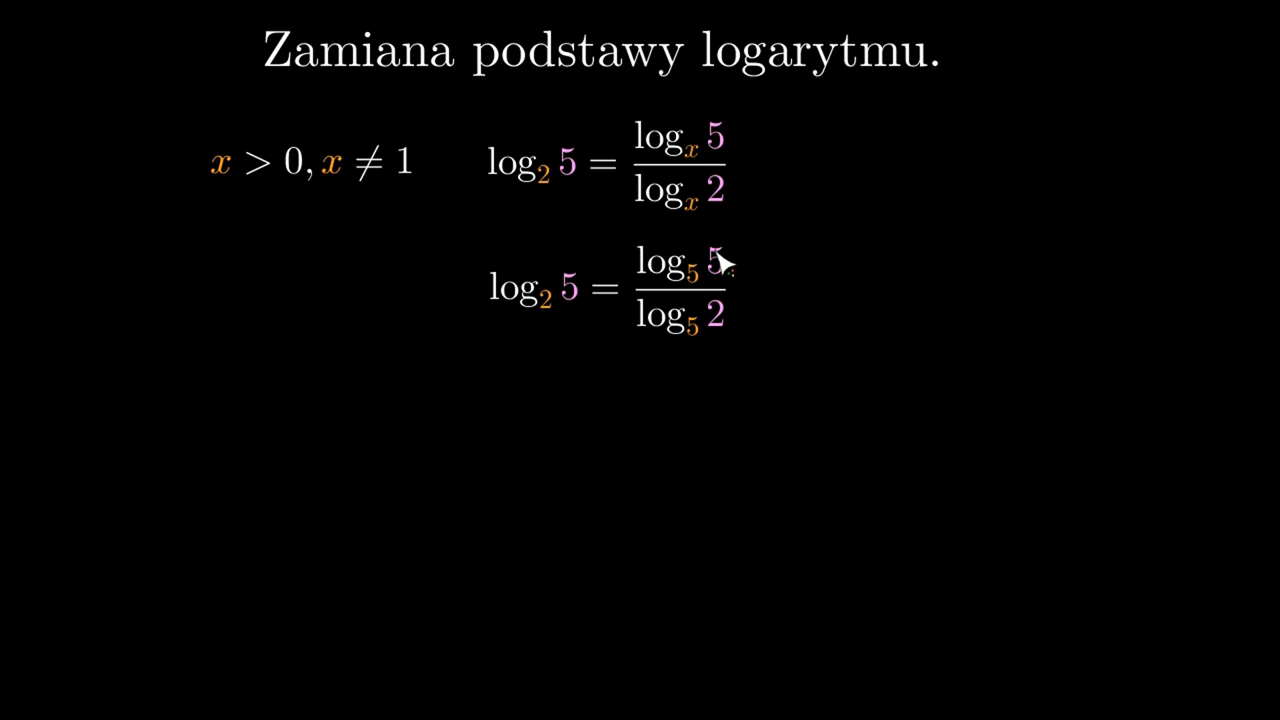 Zamiana podstawy logarytmu.
x > 0, x ≠ 1 log₂ 5 = logₓ 5 / logₓ 2
log₂ 5 = log₅ 5 / log₅ 2